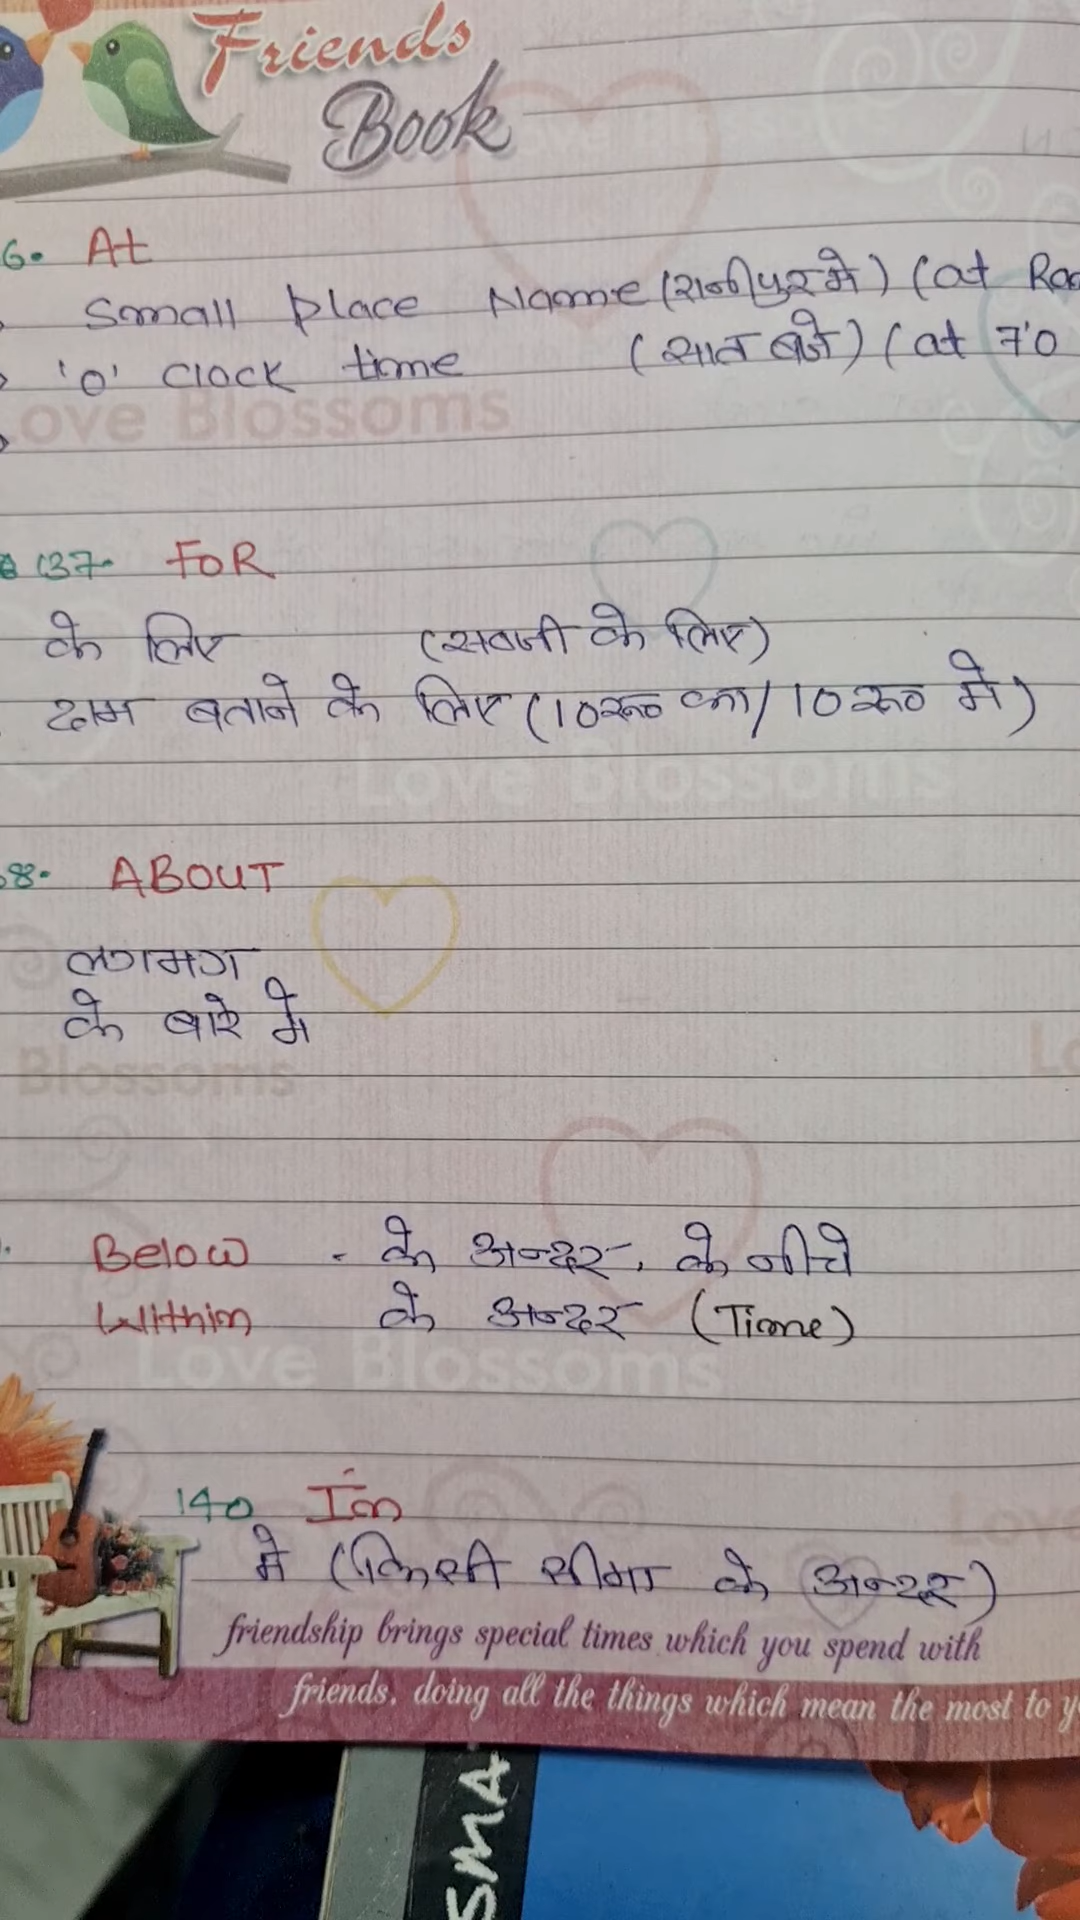 Friends
Book
6. At
Small place Name (रानीपुर मे) (at Ra
'o' clock time (सात बजे) (at 7'0
Love Blossoms
137. FOR
के लिए (सब्जी के लिए)
दाम बताने के लिए (10रू० का/10रू० मे)
Love Blossoms
38. ABOUT
लगभग
के बारे मे
Blossoms
Below - के अन्दर, के नीचे
Within के अन्दर (Time)
Love Blossoms
140 In
मे (किसी सीमा के अन्दर)
friendship brings special times which you spend with
friends. doing all the things which mean the most to y
SMA